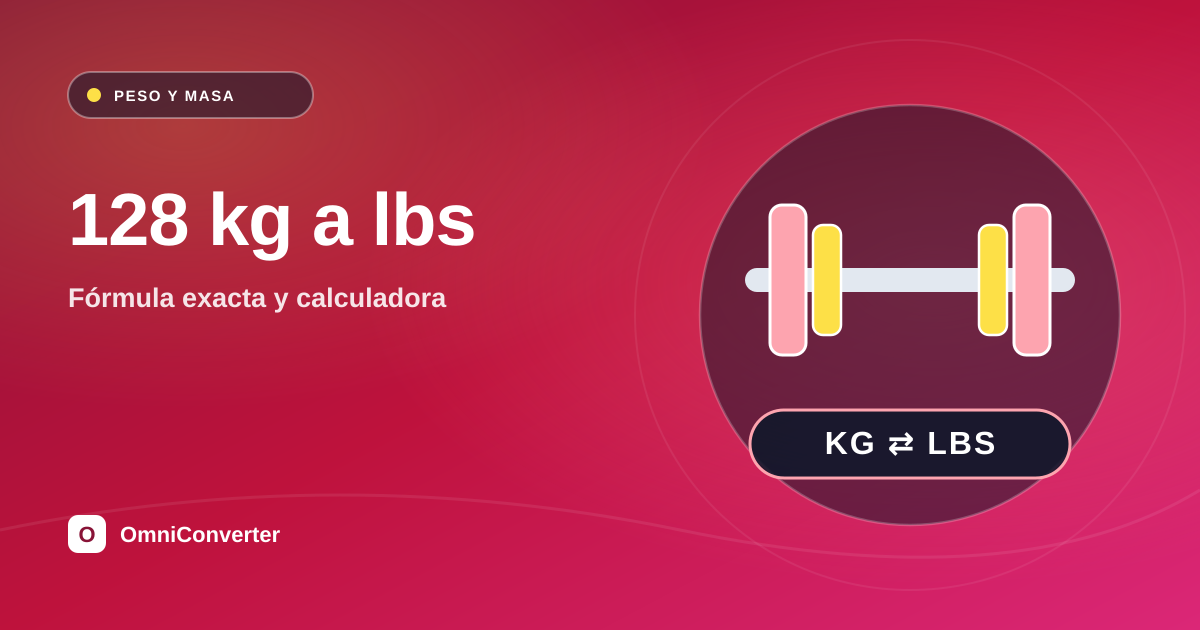 PESO Y MASA
128 kg a lbs
Fórmula exacta y calculadora
KG ⇄ LBS
O OmniConverter